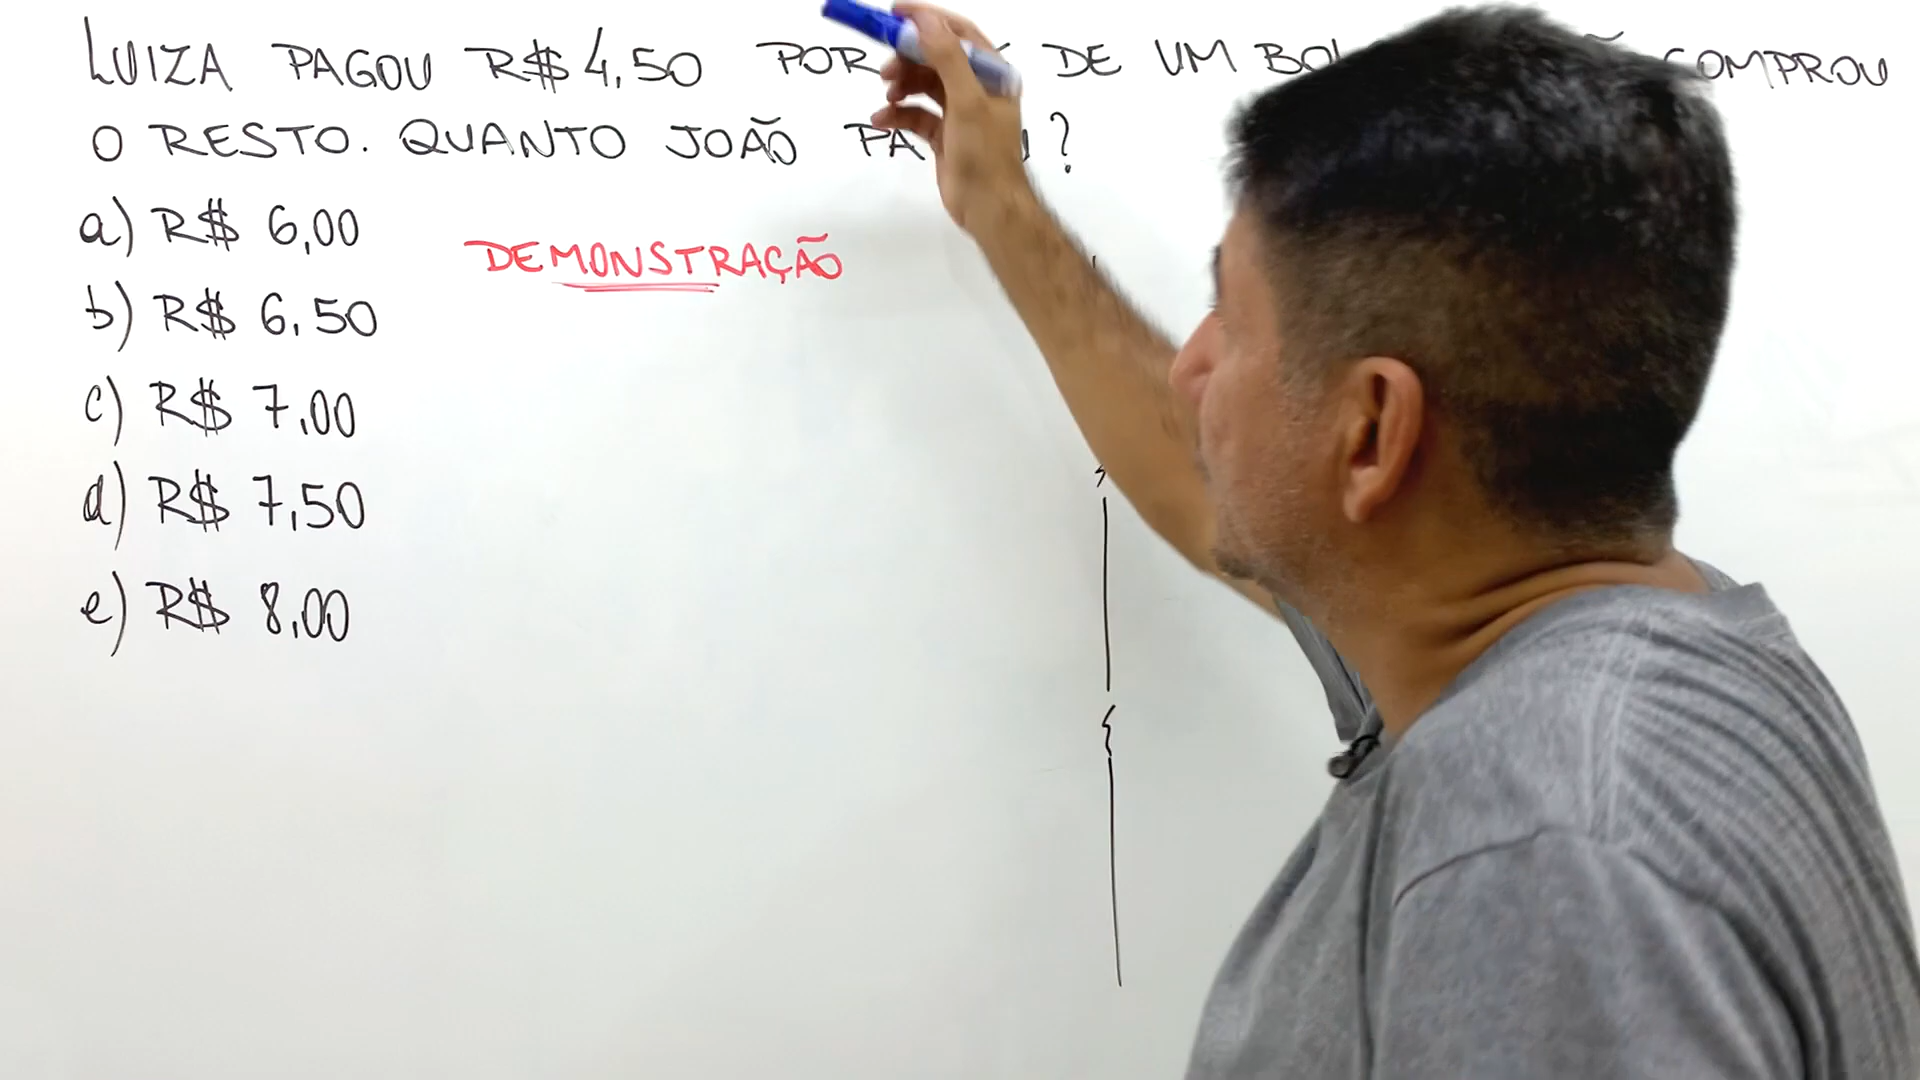 LUIZA PAGOU R$ 4,50 POR DE UM COMPROU
O RESTO. QUANTO JOÃO ?
a) R$ 6,00
DEMONSTRAÇÃO
b) R$ 6,50
c) R$ 7,00
d) R$ 7,50
e) R$ 8,00